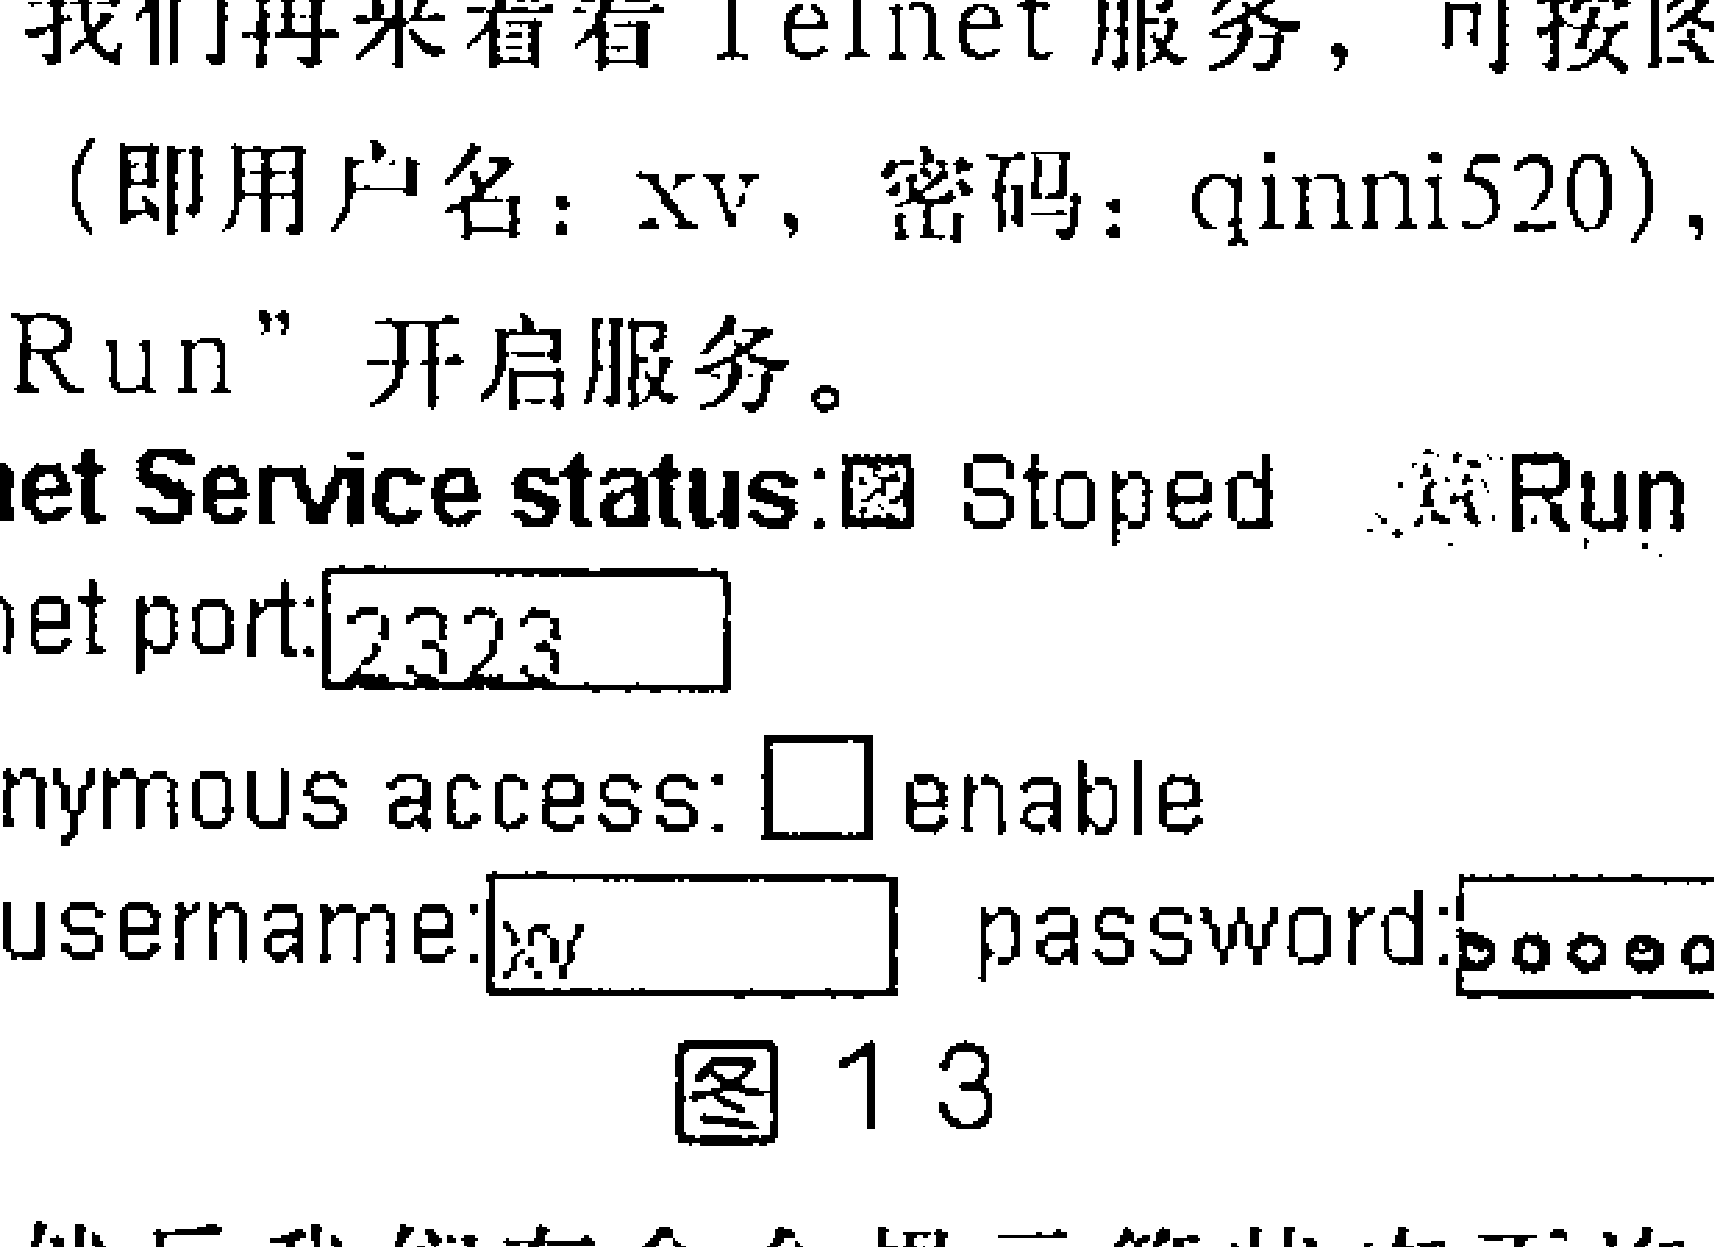 我们再来看看 Telnet 服务，可按图
（即用户名：xv，密码：qinni520），
Run” 开启服务。
net Service status: Stoped Run
net port: 2323
nymous access: enable
username: xv password:
图 13